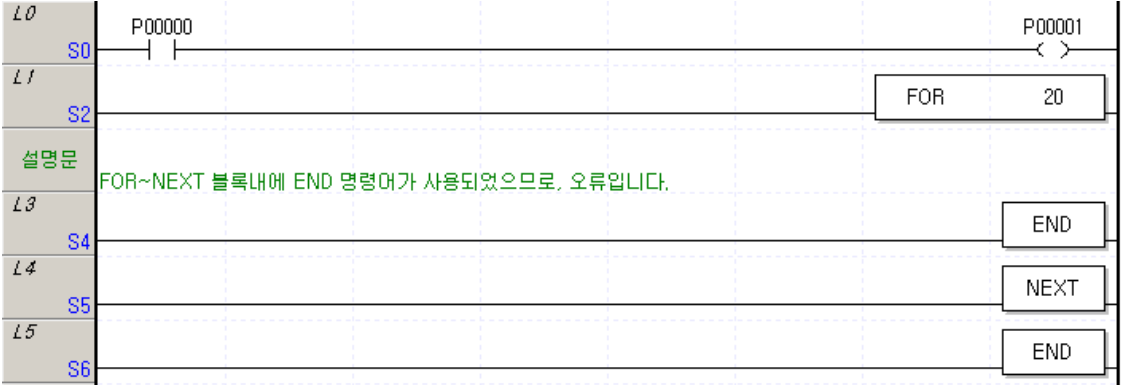 L0
P00000 P00001
S0
L1
FOR 20
S2
설명문
FOR~NEXT 블록내에 END 명령어가 사용되었으므로, 오류입니다.
L3
END
S4
L4
NEXT
S5
L5
END
S6